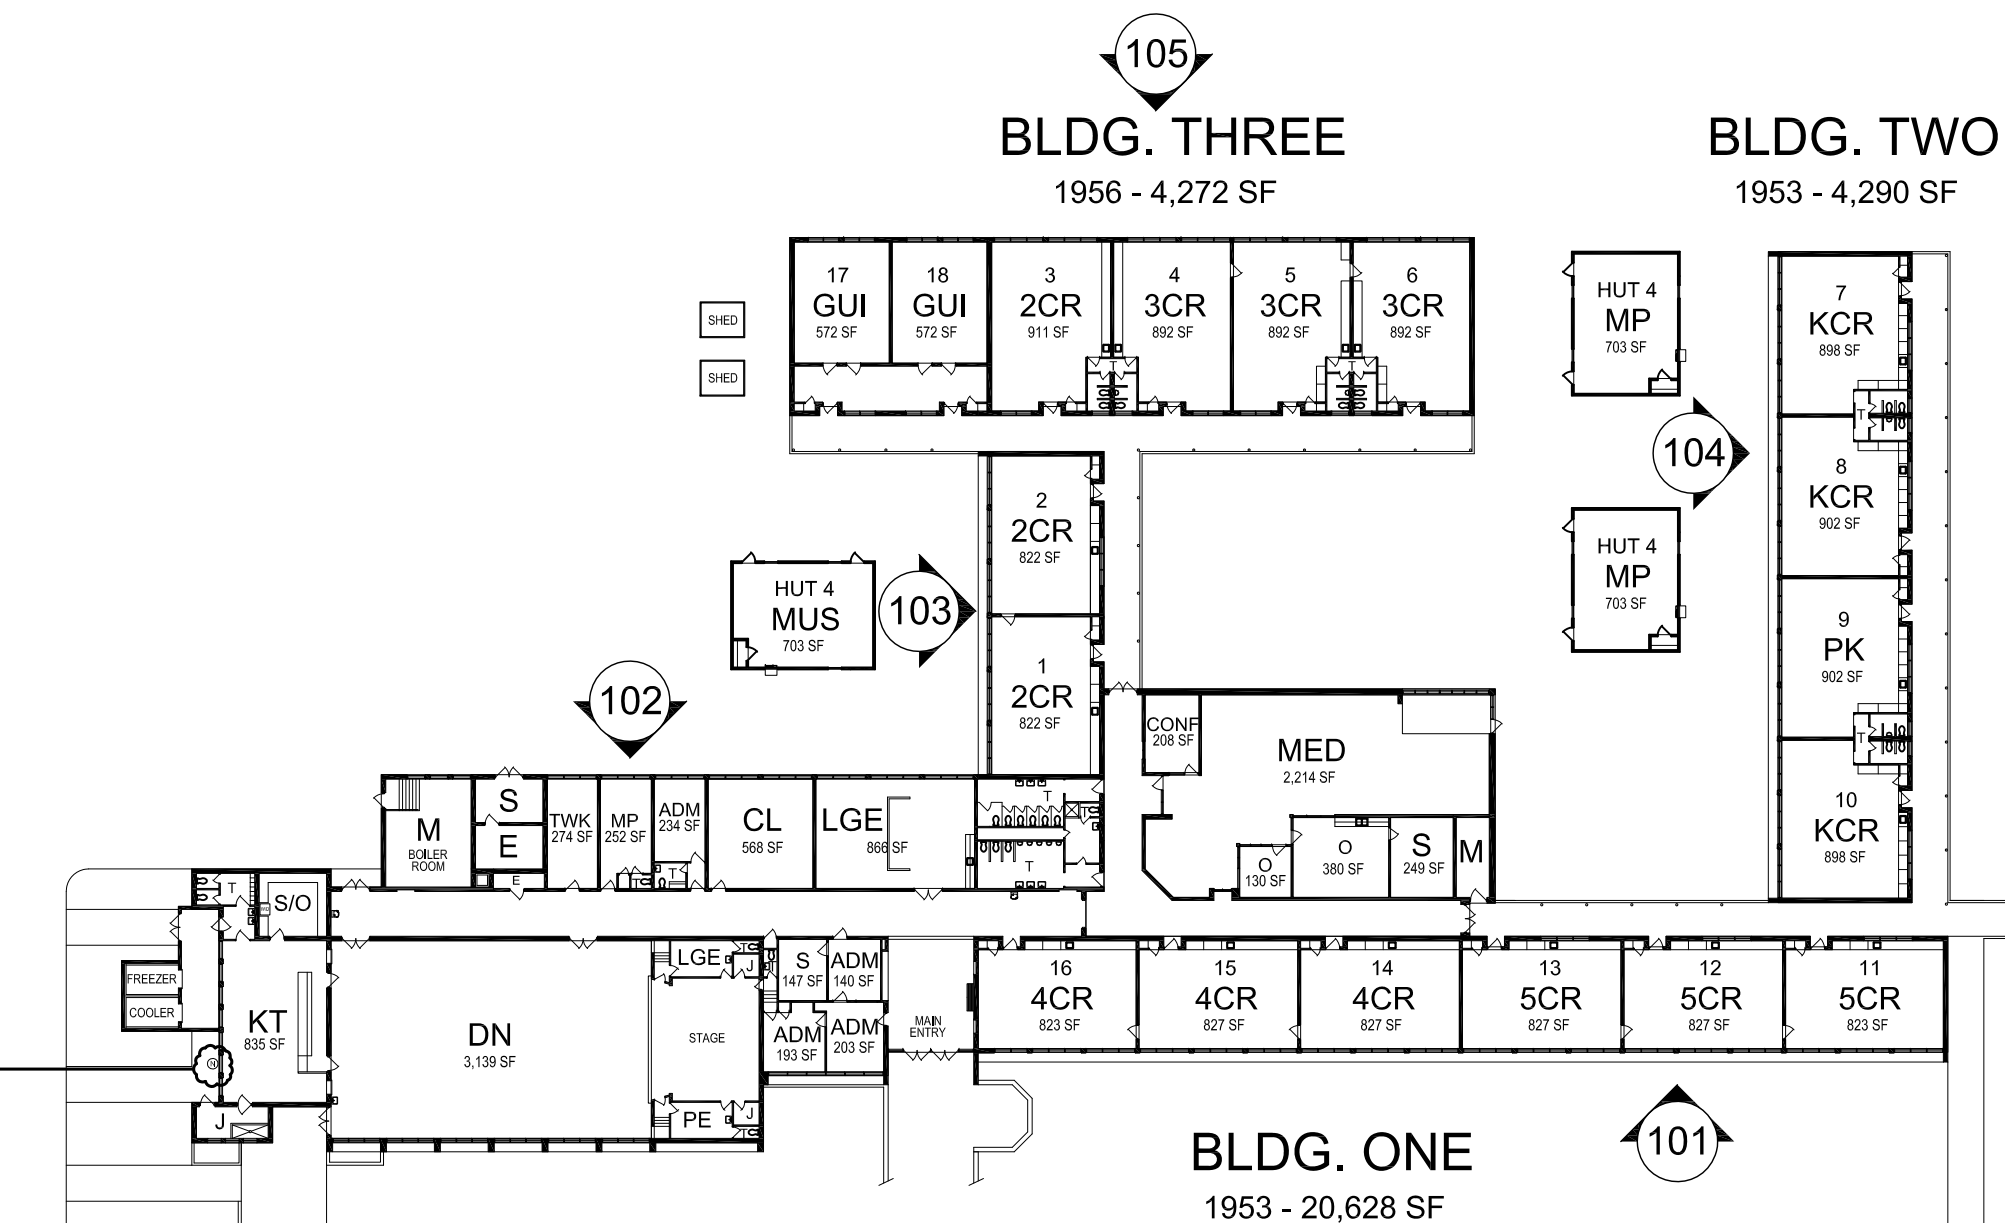 105
BLDG. THREE
1956 - 4,272 SF
BLDG. TWO
1953 - 4,290 SF
17
GUI
572 SF
18
GUI
572 SF
3
2CR
911 SF
4
3CR
892 SF
5
3CR
892 SF
6
3CR
892 SF
T
T
SHED
SHED
HUT 4
MP
703 SF
7
KCR
898 SF
T
104
8
KCR
902 SF
HUT 4
MP
703 SF
9
PK
902 SF
T
10
KCR
898 SF
2
2CR
822 SF
HUT 4
MUS
703 SF
103
1
2CR
822 SF
102
CONF
208 SF
MED
2,214 SF
O
130 SF
O
380 SF
S
249 SF
M
M
BOILER
ROOM
S
E
E
TWK
274 SF
MP
252 SF
T
ADM
234 SF
T
CL
568 SF
LGE
866 SF
T
T
T
T
S/O
FREEZER
COOLER
KT
835 SF
N
J
DN
3,139 SF
LGE
T
J
STAGE
PE
J
T
T
S
147 SF
ADM
140 SF
ADM
193 SF
ADM
203 SF
MAIN
ENTRY
16
4CR
823 SF
15
4CR
827 SF
14
4CR
827 SF
13
5CR
827 SF
12
5CR
827 SF
11
5CR
823 SF
101
BLDG. ONE
1953 - 20,628 SF